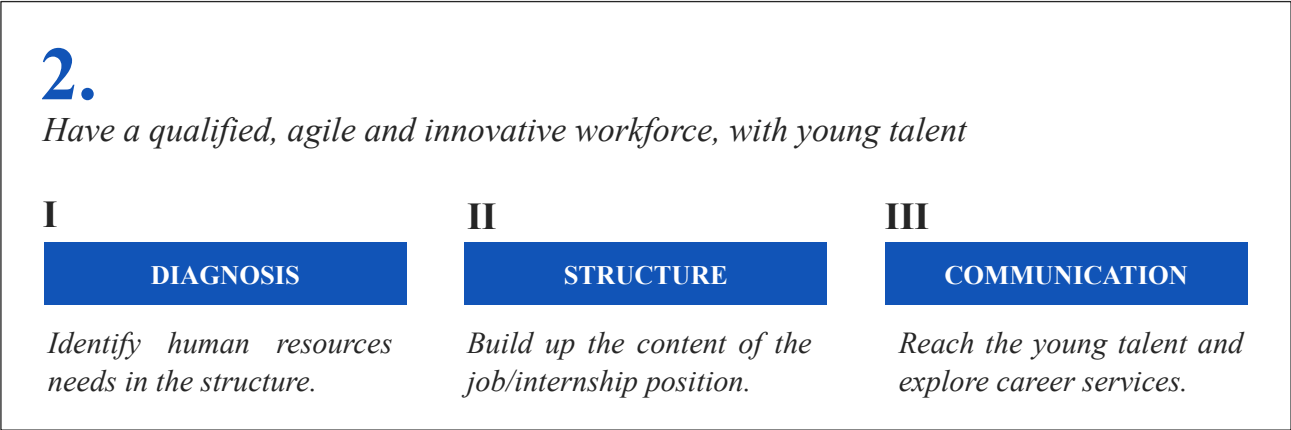 2.
Have a qualified, agile and innovative workforce, with young talent
I
DIAGNOSIS
Identify human resources
needs in the structure.
II
STRUCTURE
Build up the content of the
job/internship position.
III
COMMUNICATION
Reach the young talent and
explore career services.